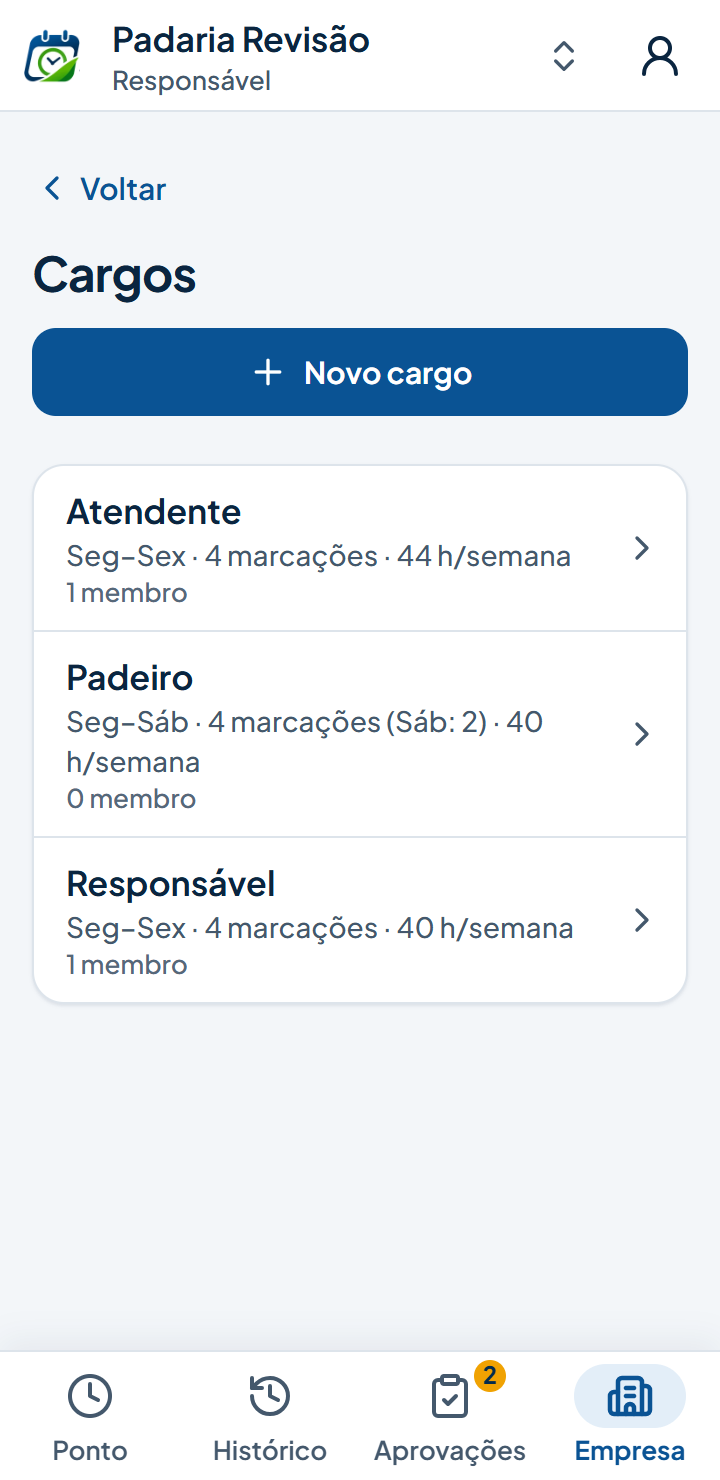 Padaria Revisão
Responsável
Voltar
Cargos
Novo cargo
Atendente
Seg–Sex · 4 marcações · 44 h/semana
1 membro
Padeiro
Seg–Sáb · 4 marcações (Sáb: 2) · 40
h/semana
0 membro
Responsável
Seg–Sex · 4 marcações · 40 h/semana
1 membro
2
Ponto
Histórico
Aprovações
Empresa